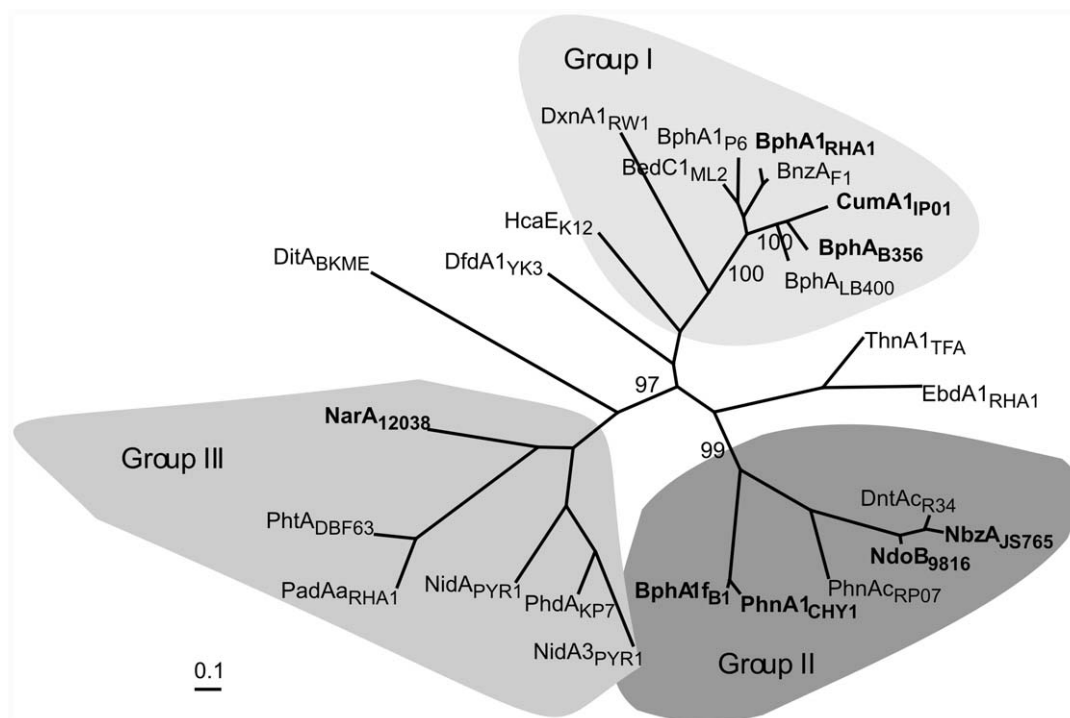 Group I
DxnA1RW1
BphA1P6
BphA1RHA1
BedC1ML2
BnzAF1
CumA1IP01
HcaEK12
100
BphAB356
DitABKME
DfdA1YK3
100
BphALB400
ThnA1TFA
97
EbdA1RHA1
NarA12038
Group III
99
DntAcR34
PhtADBF63
NbzAJS765
NdoB9816
PadAaRHA1
NidAPYR1
PhdAKP7
BphA1fB1
PhnA1CHY1
PhnAcRP07
NidA3PYR1
Group II
0.1